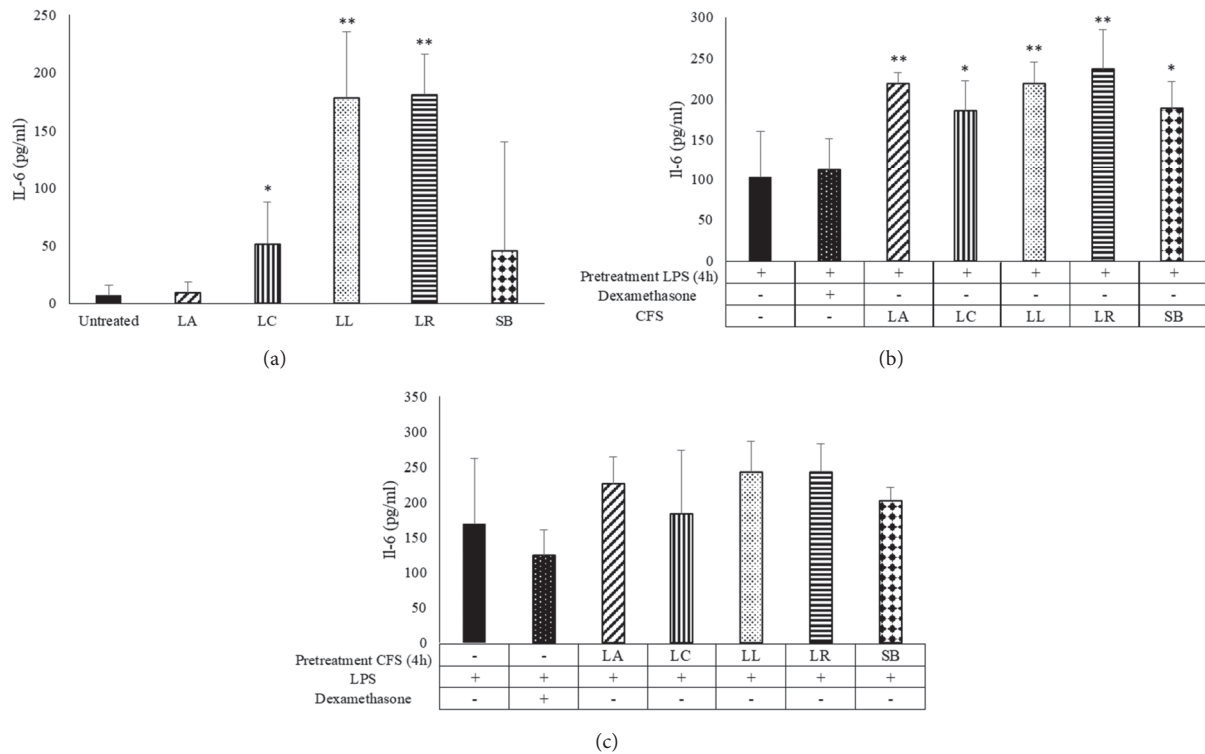 250
200
150
100
50
0
IL-6 (pg/ml)
* ** **
Untreated LA LC LL LR SB
(a)
300
250
200
150
100
50
0
Il-6 (pg/ml)
** * ** ** *
Pretreatment LPS (4h) + + + + + + +
Dexamethasone - + - - - - -
CFS - - LA LC LL LR SB
(b)
350
300
250
200
150
100
50
0
Il-6 (pg/ml)
Pretreatment CFS (4h) - - LA LC LL LR SB
LPS + + + + + + +
Dexamethasone - + - - - - -
(c)